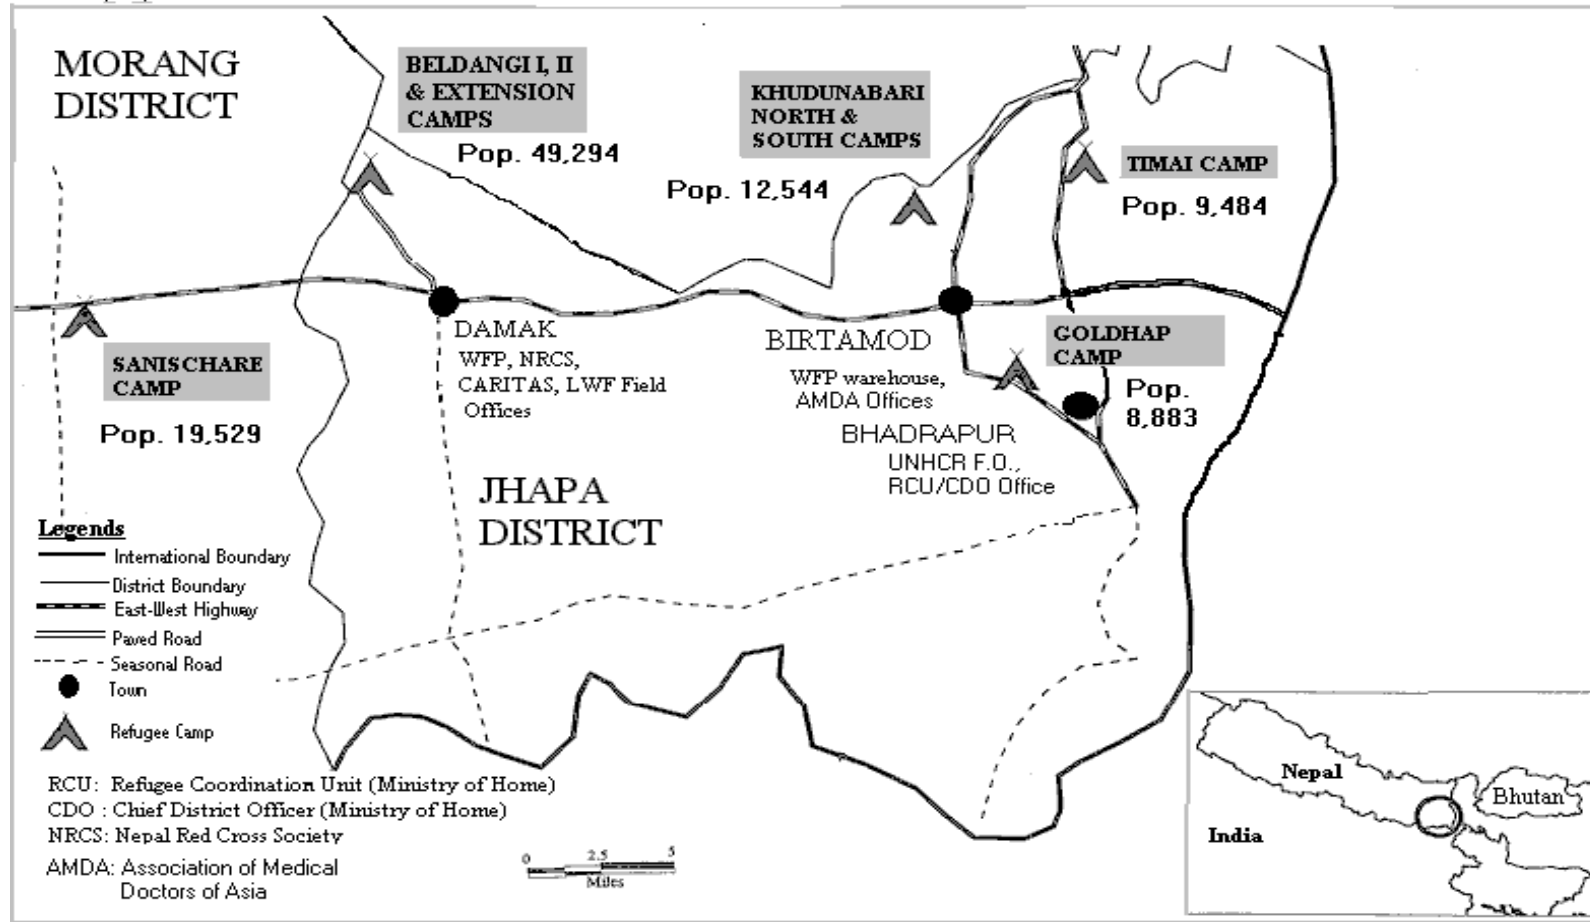 MORANG
DISTRICT
BELDANGI I, II
& EXTENSION
CAMPS
Pop. 49,294
KHUDUNABARI
NORTH &
SOUTH CAMPS
Pop. 12,544
TIMAI CAMP
Pop. 9,484
SANISCHARE
CAMP
Pop. 19,529
DAMAK
WFP, NRCS,
CARITAS, LWF Field
Offices
BIRTAMOD
WFP warehouse,
AMDA Offices
GOLDHAP
CAMP
Pop.
8,883
BHADRAPUR
UNHCR F.O.,
RCU/CDO Office
JHAPA
DISTRICT
Legends
International Boundary
District Boundary
East-West Highway
Paved Road
Seasonal Road
Town
Refugee Camp
RCU: Refugee Coordination Unit (Ministry of Home)
CDO : Chief District Officer (Ministry of Home)
NRCS: Nepal Red Cross Society
AMDA: Association of Medical
Doctors of Asia
0 2.5 5
Miles
Nepal
Bhutan
India